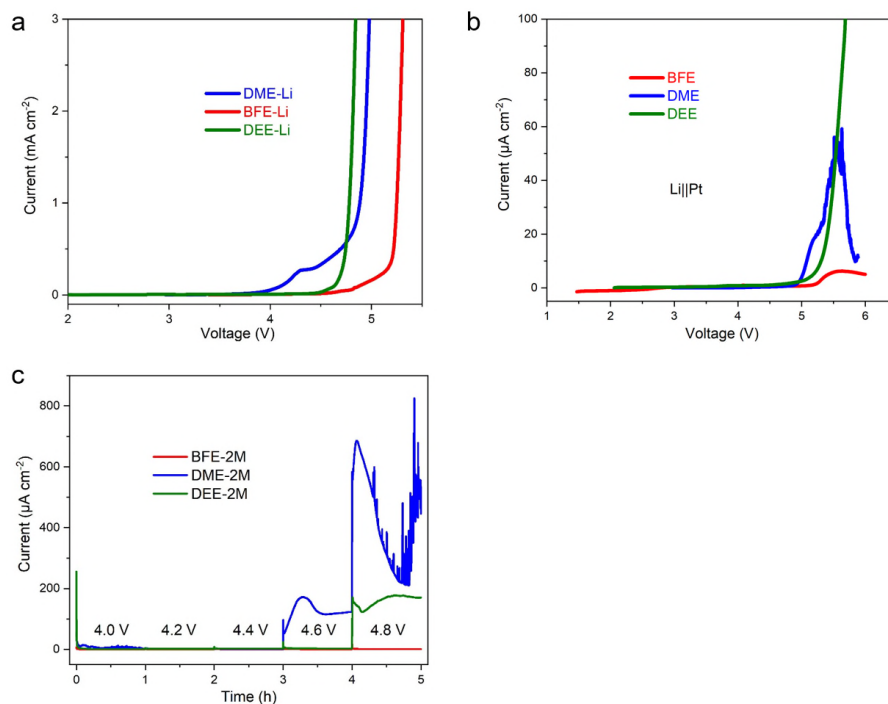 a
3
2
1
0
Current (mA cm⁻²)
DME-Li
BFE-Li
DEE-Li
2 3 4 5
Voltage (V)
b
100
80
60
40
20
0
Current (µA cm⁻²)
BFE
DME
DEE
Li||Pt
1 2 3 4 5 6
Voltage (V)
c
800
600
400
200
0
Current (µA cm⁻²)
BFE-2M
DME-2M
DEE-2M
4.0 V 4.2 V 4.4 V 4.6 V 4.8 V
0 1 2 3 4 5
Time (h)